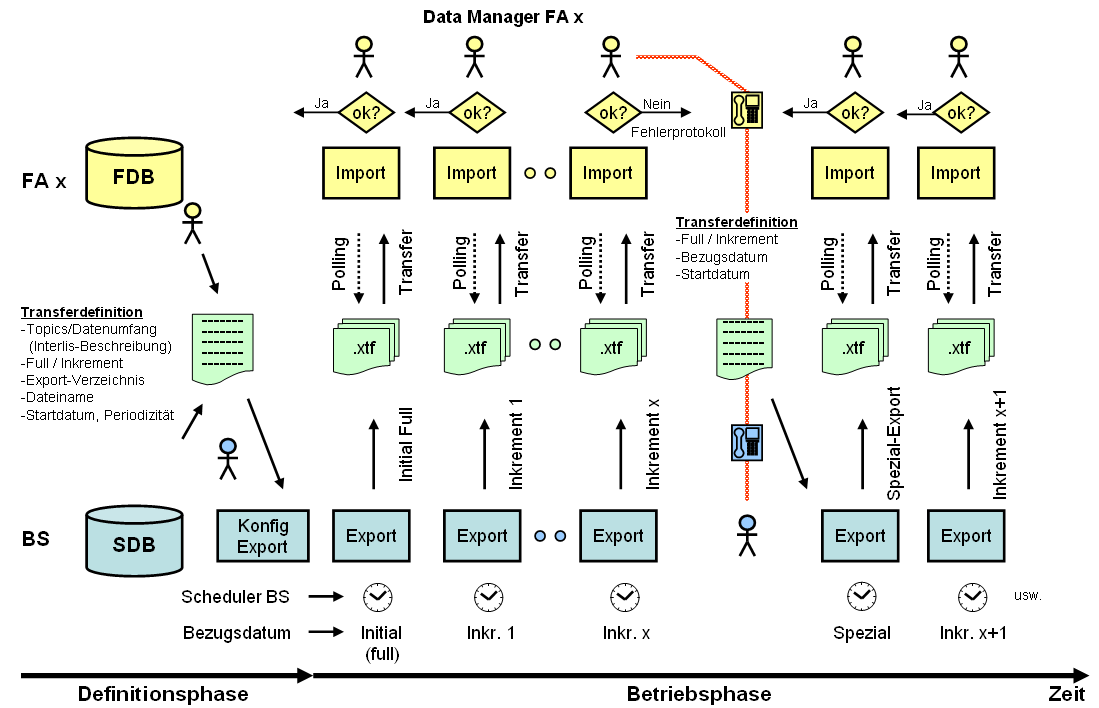 Data Manager FA x
Ja
ok?
Ja
ok?
ok?
Nein
Fehlerprotokoll
Ja
ok?
Ja
ok?
FA x
FDB
Import
Import
Import
Import
Import
Polling
Transfer
Polling
Transfer
Polling
Transfer
Transferdefinition
-Full / Inkrement
-Bezugsdatum
-Startdatum
Polling
Transfer
Polling
Transfer
Transferdefinition
-Topics/Datenumfang
(Interlis-Beschreibung)
-Full / Inkrement
-Export-Verzeichnis
-Dateiname
-Startdatum, Periodizität
.xtf
.xtf
.xtf
.xtf
.xtf
Initial Full
Inkrement 1
Inkrement x
Spezial-Export
Inkrement x+1
BS
SDB
Konfig
Export
Export
Export
Export
Export
Export
Scheduler BS
usw.
Bezugsdatum
Initial
(full)
Inkr. 1
Inkr. x
Spezial
Inkr. x+1
Definitionsphase
Betriebsphase
Zeit